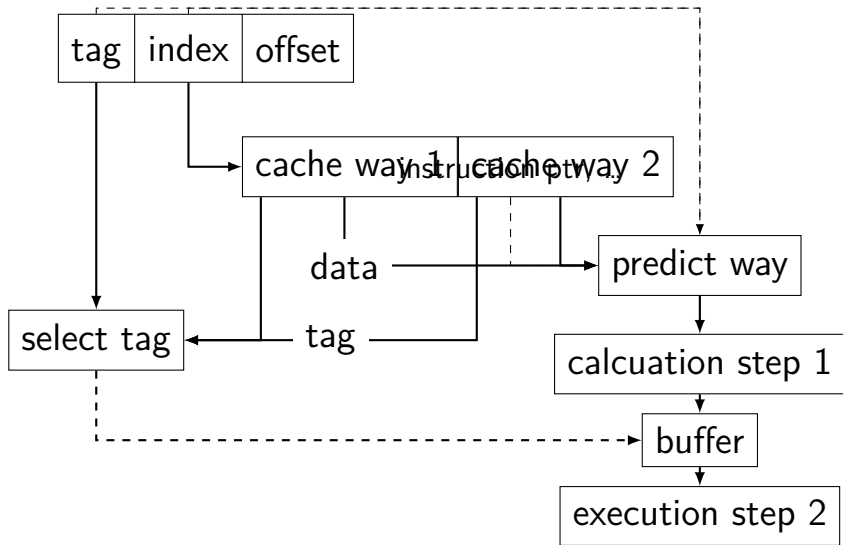 tag index offset
cache way 1 cache way 2
instruction ptr, ..
data
predict way
tag
select tag
calcuation step 1
buffer
execution step 2